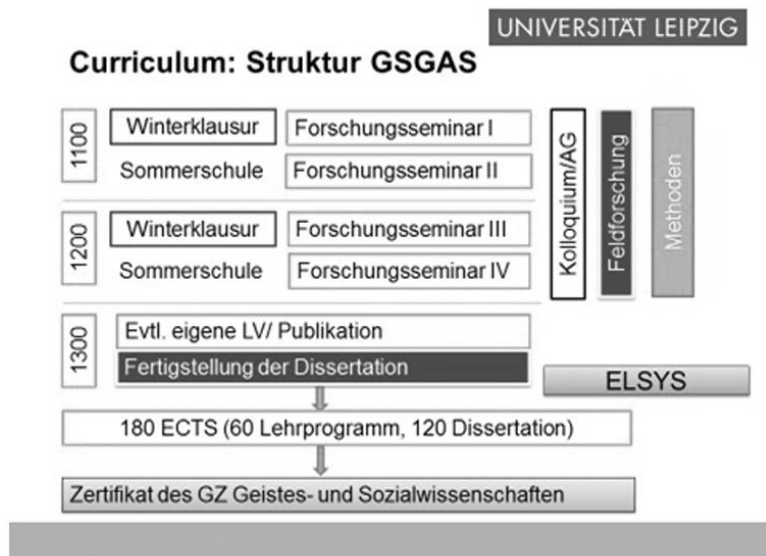 UNIVERSITÄT LEIPZIG
Curriculum: Struktur GSGAS
1100
Winterklausur
Forschungsseminar I
Sommerschule
Forschungsseminar II
1200
Winterklausur
Forschungsseminar III
Sommerschule
Forschungsseminar IV
Kolloquium/AG
Feldforschung
Methoden
1300
Evtl. eigene LV/ Publikation
Fertigstellung der Dissertation
ELSYS
180 ECTS (60 Lehrprogramm, 120 Dissertation)
Zertifikat des GZ Geistes- und Sozialwissenschaften